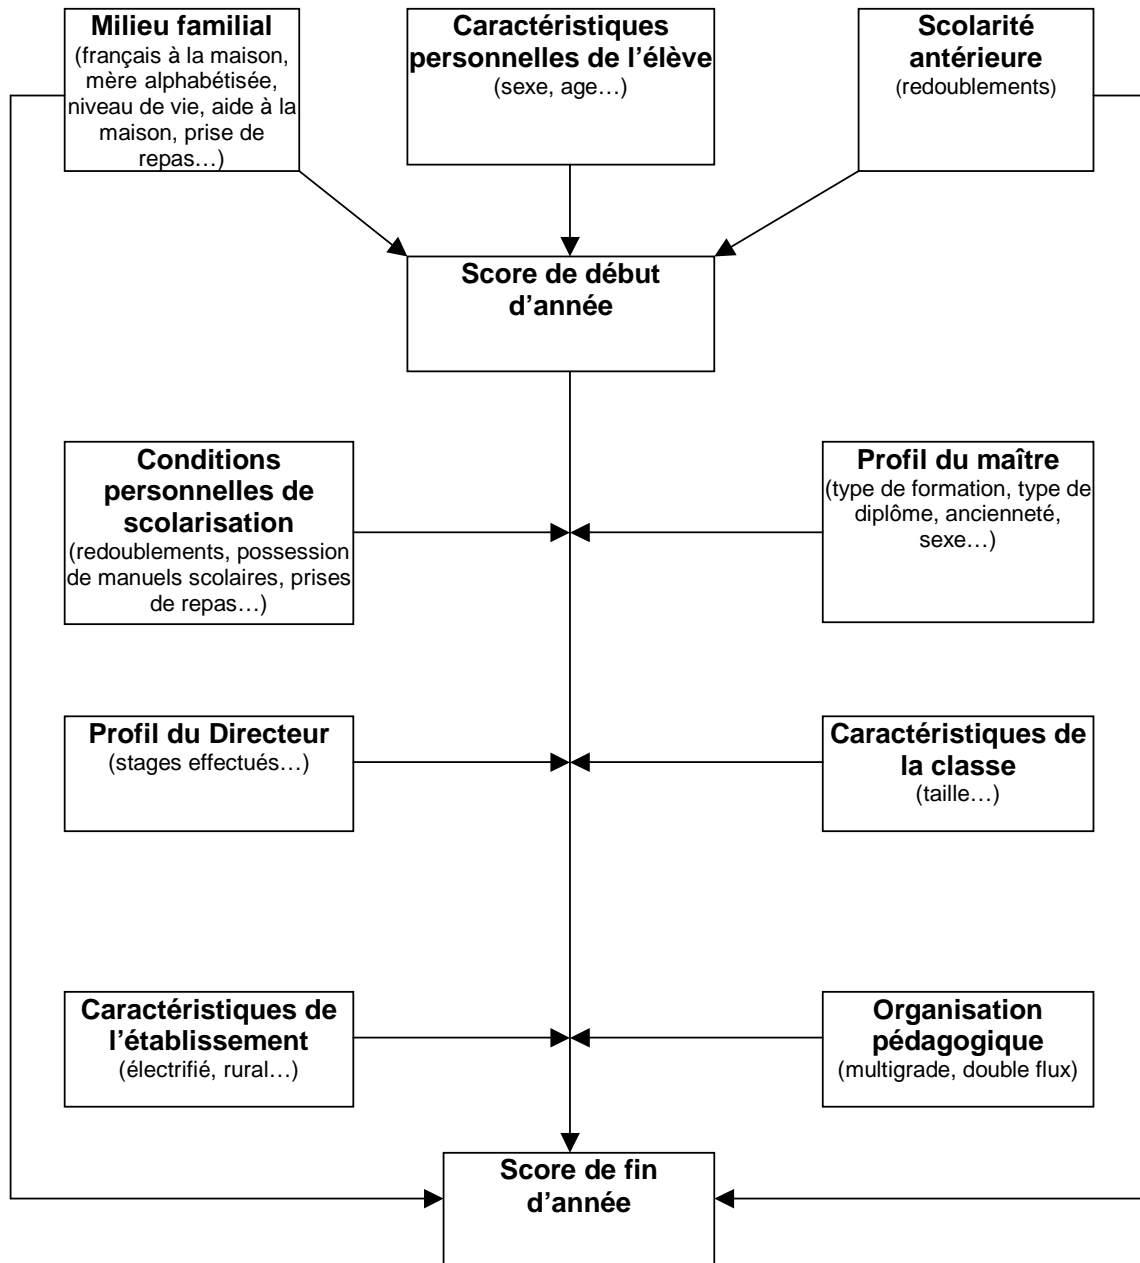 Milieu familial
(français à la maison,
mère alphabétisée,
niveau de vie, aide à la
maison, prise de
repas…)
Caractéristiques
personnelles de l’élève
(sexe, age…)
Scolarité
antérieure
(redoublements)
Score de début
d’année
Conditions
personnelles de
scolarisation
(redoublements, possession
de manuels scolaires, prises
de repas…)
Profil du maître
(type de formation, type de
diplôme, ancienneté,
sexe…)
Profil du Directeur
(stages effectués…)
Caractéristiques de
la classe
(taille…)
Caractéristiques de
l’établissement
(électrifié, rural…)
Organisation
pédagogique
(multigrade, double flux)
Score de fin
d’année